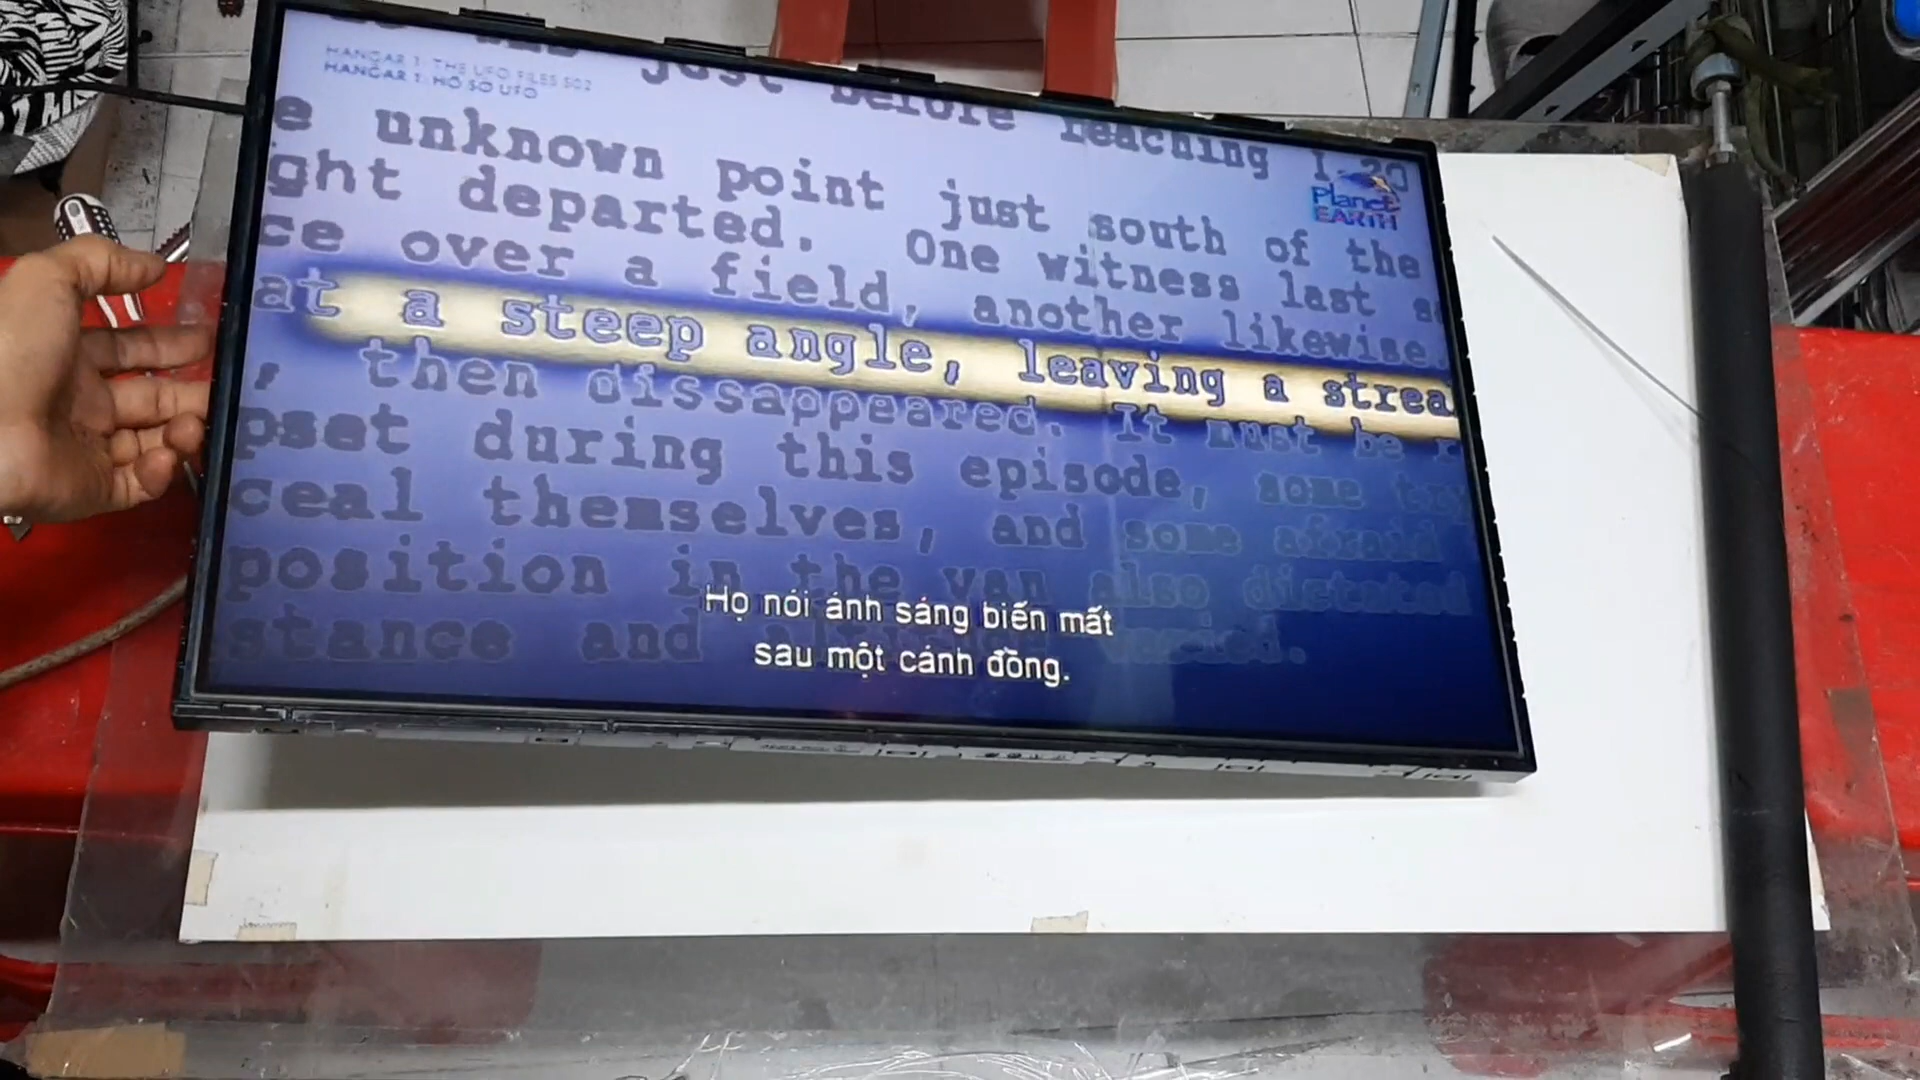 HANGAR 1: THE UFO FILES S02
HANGAR 1: HỒ SƠ UFO
just before reaching I-20
e unknown point just south of the
ght departed. One witness last s
ce over a field, another likewise.
at a steep angle, leaving a strea
, then dissappeared. It must be
pset during this episode, some try
ceal themselves, and some afraid
position in the van also dictated
stance and
Planet
EARTH
Họ nói ánh sáng biến mất
sau một cánh đồng.